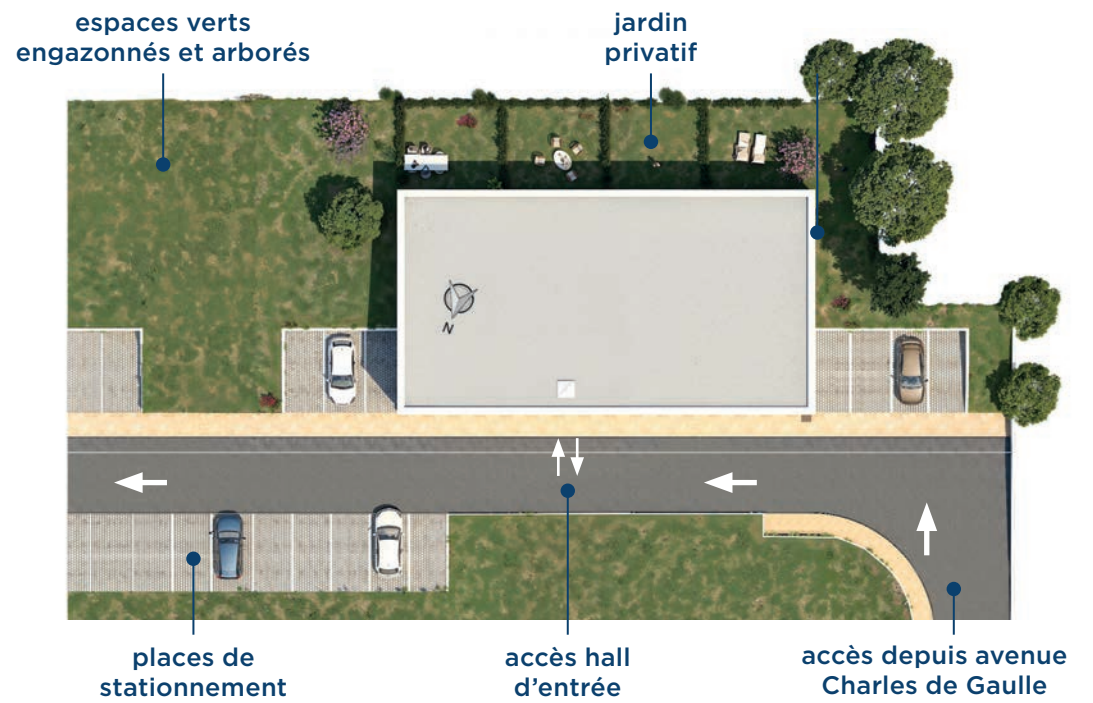 espaces verts
engazonnés et arborés
jardin
privatif
N
places de
stationnement
accès hall
d'entrée
accès depuis avenue
Charles de Gaulle